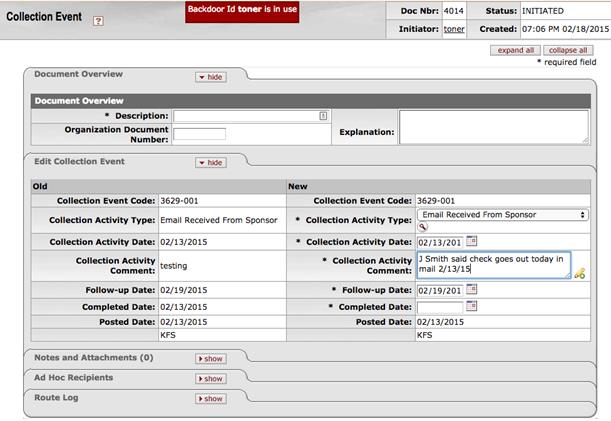 Collection Event ?
Backdoor Id toner is in use
Doc Nbr: 4014 Status: INITIATED
Initiator: toner Created: 07:06 PM 02/18/2015
expand all collapse all
* required field
Document Overview hide
Document Overview
* Description:
Organization Document Number: Explanation:
Edit Collection Event hide
Old New
Collection Event Code: 3629-001 Collection Event Code: 3629-001
Collection Activity Type: Email Received From Sponsor * Collection Activity Type: Email Received From Sponsor
Collection Activity Date: 02/13/2015 * Collection Activity Date: 02/13/201
Collection Activity Comment: testing * Collection Activity Comment: J Smith said check goes out today in
mail 2/13/15
Follow-up Date: 02/19/2015 * Follow-up Date: 02/19/201
Completed Date: 02/13/2015 * Completed Date:
Posted Date: 02/13/2015 Posted Date: 02/13/2015
KFS KFS
Notes and Attachments (0) show
Ad Hoc Recipients show
Route Log show